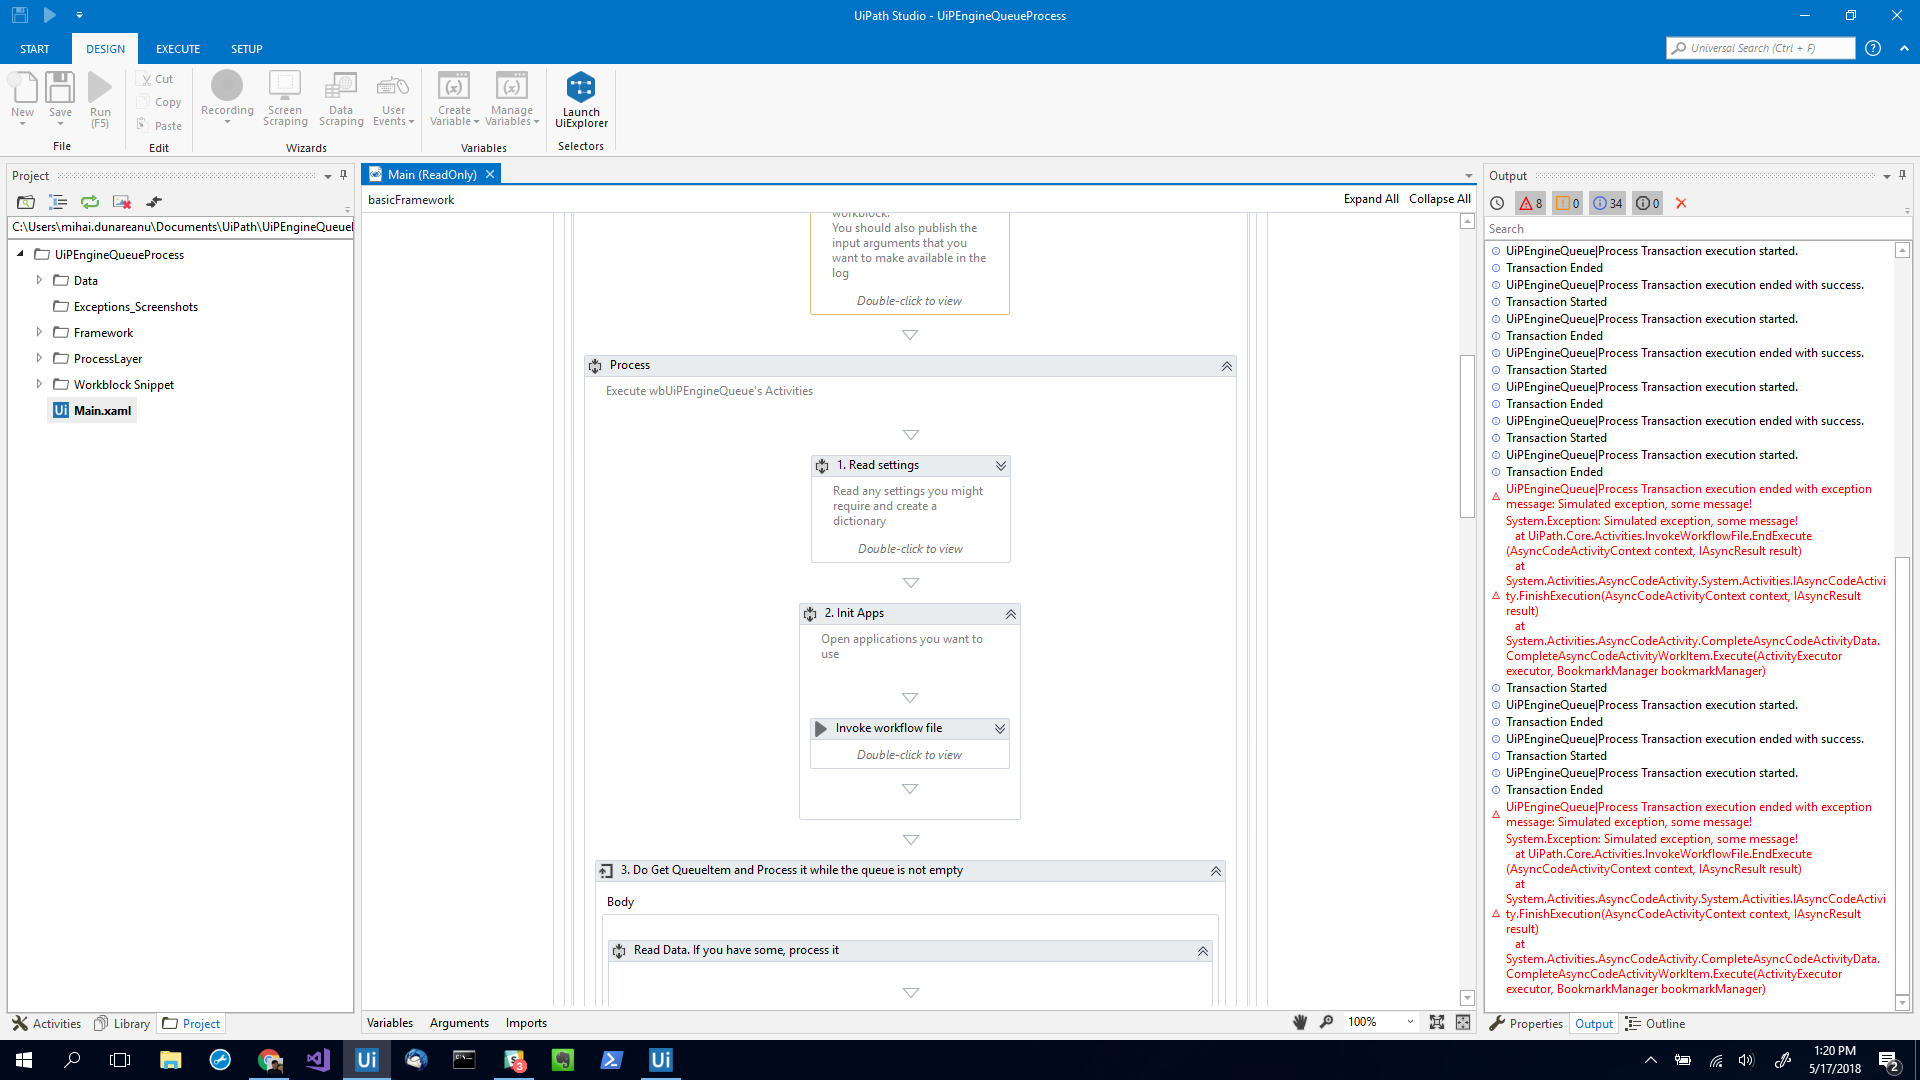 UiPath Studio - UiPEngineQueueProcess
START
DESIGN
EXECUTE
SETUP
Universal Search (Ctrl + F)
New
Save
Run
(F5)
File
Cut
Copy
Paste
Edit
Recording
Screen
Scraping
Data
Scraping
User
Events
Wizards
Create
Variable
Manage
Variables
Variables
Launch
UiExplorer
Selectors
Project
C:\Users\mihai.dunareanu\Documents\UiPath\UiPEngineQueuel
UiPEngineQueueProcess
Data
Exceptions_Screenshots
Framework
ProcessLayer
Workblock Snippet
Ui Main.xaml
Activities
Library
Project
Main (ReadOnly)
basicFramework
Expand All
Collapse All
workblock.
You should also publish the
input arguments that you
want to make available in the
log
Double-click to view
Process
Execute wbUiPEngineQueue's Activities
1. Read settings
Read any settings you might
require and create a
dictionary
Double-click to view
2. Init Apps
Open applications you want to
use
Invoke workflow file
Double-click to view
3. Do Get QueueItem and Process it while the queue is not empty
Body
Read Data. If you have some, process it
Variables
Arguments
Imports
100%
Output
8
0
34
0
Search
UiPEngineQueue|Process Transaction execution started.
Transaction Ended
UiPEngineQueue|Process Transaction execution ended with success.
Transaction Started
UiPEngineQueue|Process Transaction execution started.
Transaction Ended
UiPEngineQueue|Process Transaction execution ended with success.
Transaction Started
UiPEngineQueue|Process Transaction execution started.
Transaction Ended
UiPEngineQueue|Process Transaction execution ended with success.
Transaction Started
UiPEngineQueue|Process Transaction execution started.
Transaction Ended
UiPEngineQueue|Process Transaction execution ended with exception
message: Simulated exception, some message!
System.Exception: Simulated exception, some message!
at UiPath.Core.Activities.InvokeWorkflowFile.EndExecute
(AsyncCodeActivityContext context, IAsyncResult result)
at
System.Activities.AsyncCodeActivity.System.Activities.IAsyncCodeActivi
ty.FinishExecution(AsyncCodeActivityContext context, IAsyncResult
result)
at
System.Activities.AsyncCodeActivity.CompleteAsyncCodeActivityData.
CompleteAsyncCodeActivityWorkItem.Execute(ActivityExecutor
executor, BookmarkManager bookmarkManager)
Transaction Started
UiPEngineQueue|Process Transaction execution started.
Transaction Ended
UiPEngineQueue|Process Transaction execution ended with success.
Transaction Started
UiPEngineQueue|Process Transaction execution started.
Transaction Ended
UiPEngineQueue|Process Transaction execution ended with exception
message: Simulated exception, some message!
System.Exception: Simulated exception, some message!
at UiPath.Core.Activities.InvokeWorkflowFile.EndExecute
(AsyncCodeActivityContext context, IAsyncResult result)
at
System.Activities.AsyncCodeActivity.System.Activities.IAsyncCodeActivi
ty.FinishExecution(AsyncCodeActivityContext context, IAsyncResult
result)
at
System.Activities.AsyncCodeActivity.CompleteAsyncCodeActivityData.
CompleteAsyncCodeActivityWorkItem.Execute(ActivityExecutor
executor, BookmarkManager bookmarkManager)
Properties
Output
Outline
Ui
3
Ui
1:20 PM
5/17/2018
2